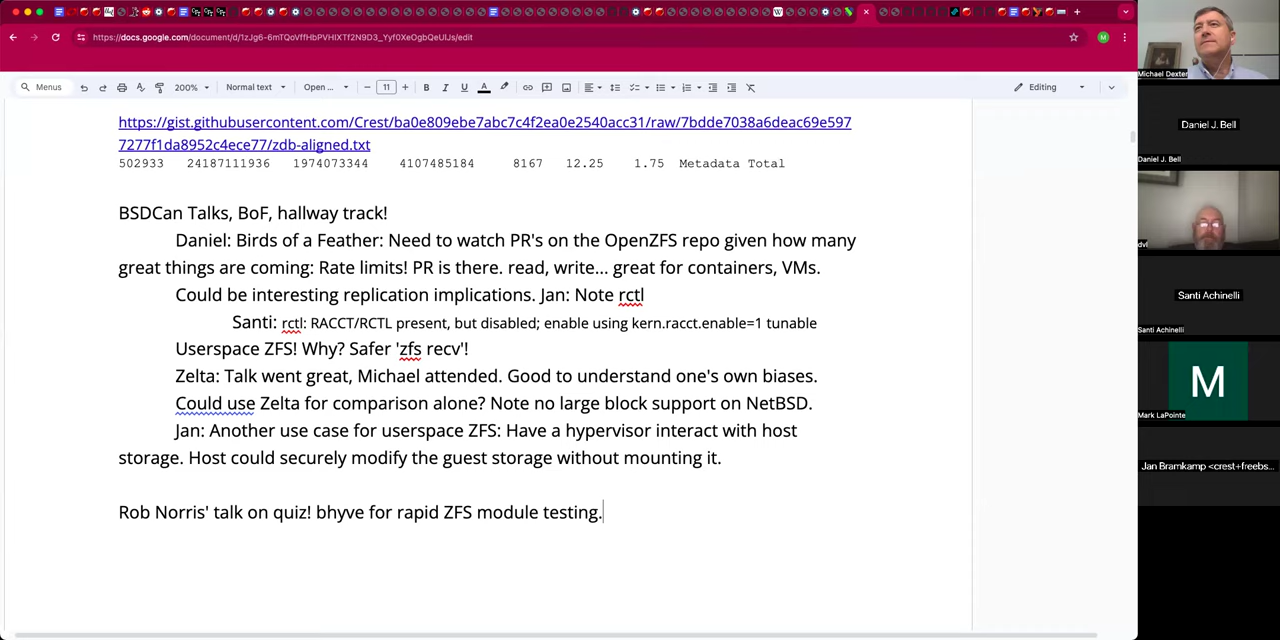 https://docs.google.com/document/d/1zJg6-6mTQoVffHbPVHIXTf2N9D3_Yyf0XeOgbQeUIJs/edit
Menus
200%
Normal text
Open ...
11
B I U A
Editing
https://gist.githubusercontent.com/Crest/ba0e809ebe7abc7c4f2ea0e2540acc31/raw/7bdde7038a6deac69e597
7277f1da8952c4ece77/zdb-aligned.txt
502933 24187111936 1974073344 4107485184 8167 12.25 1.75 Metadata Total
BSDCan Talks, BoF, hallway track!
Daniel: Birds of a Feather: Need to watch PR's on the OpenZFS repo given how many
great things are coming: Rate limits! PR is there. read, write... great for containers, VMs.
Could be interesting replication implications. Jan: Note rctl
Santi: rctl: RACCT/RCTL present, but disabled; enable using kern.racct.enable=1 tunable
Userspace ZFS! Why? Safer 'zfs recv'!
Zelta: Talk went great, Michael attended. Good to understand one's own biases.
Could use Zelta for comparison alone? Note no large block support on NetBSD.
Jan: Another use case for userspace ZFS: Have a hypervisor interact with host
storage. Host could securely modify the guest storage without mounting it.
Rob Norris' talk on quiz! bhyve for rapid ZFS module testing.
Michael Dexter
Daniel J. Bell
Daniel J. Bell
dvl
Santi Achinelli
Santi Achinelli
M
Mark LaPointe
Jan Bramkamp <crest+freebs...